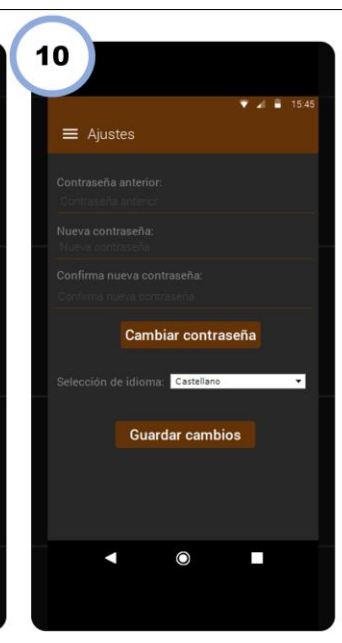 10
15:45
Ajustes
Contraseña anterior:
Contraseña anterior
Nueva contraseña:
Nueva contraseña
Confirma nueva contraseña:
Confirma nueva contraseña
Cambiar contraseña
Selección de idioma: Castellano
Guardar cambios